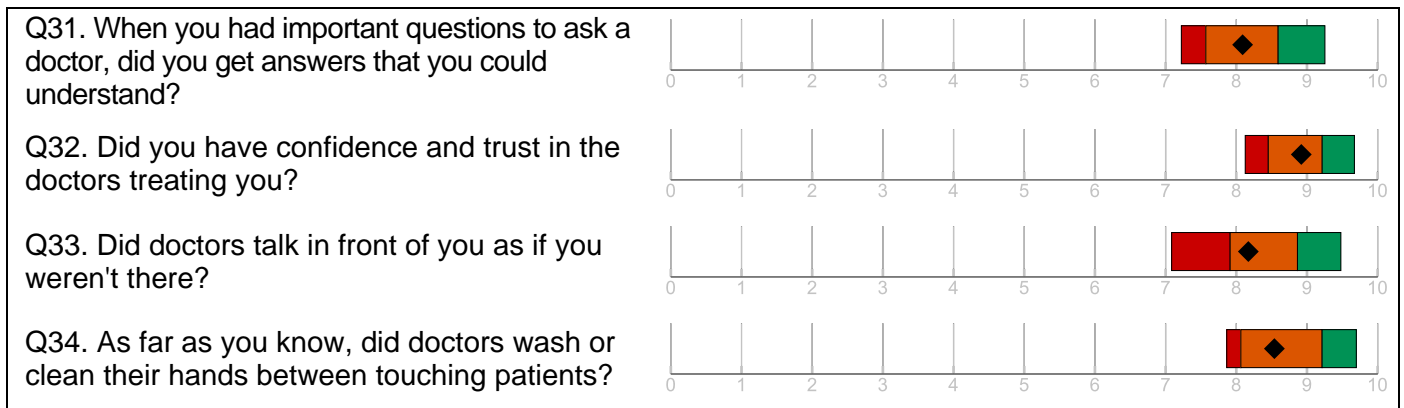 Q31. When you had important questions to ask a
doctor, did you get answers that you could
understand?
0 1 2 3 4 5 6 7 8 9 10
Q32. Did you have confidence and trust in the
doctors treating you?
0 1 2 3 4 5 6 7 8 9 10
Q33. Did doctors talk in front of you as if you
weren't there?
0 1 2 3 4 5 6 7 8 9 10
Q34. As far as you know, did doctors wash or
clean their hands between touching patients?
0 1 2 3 4 5 6 7 8 9 10